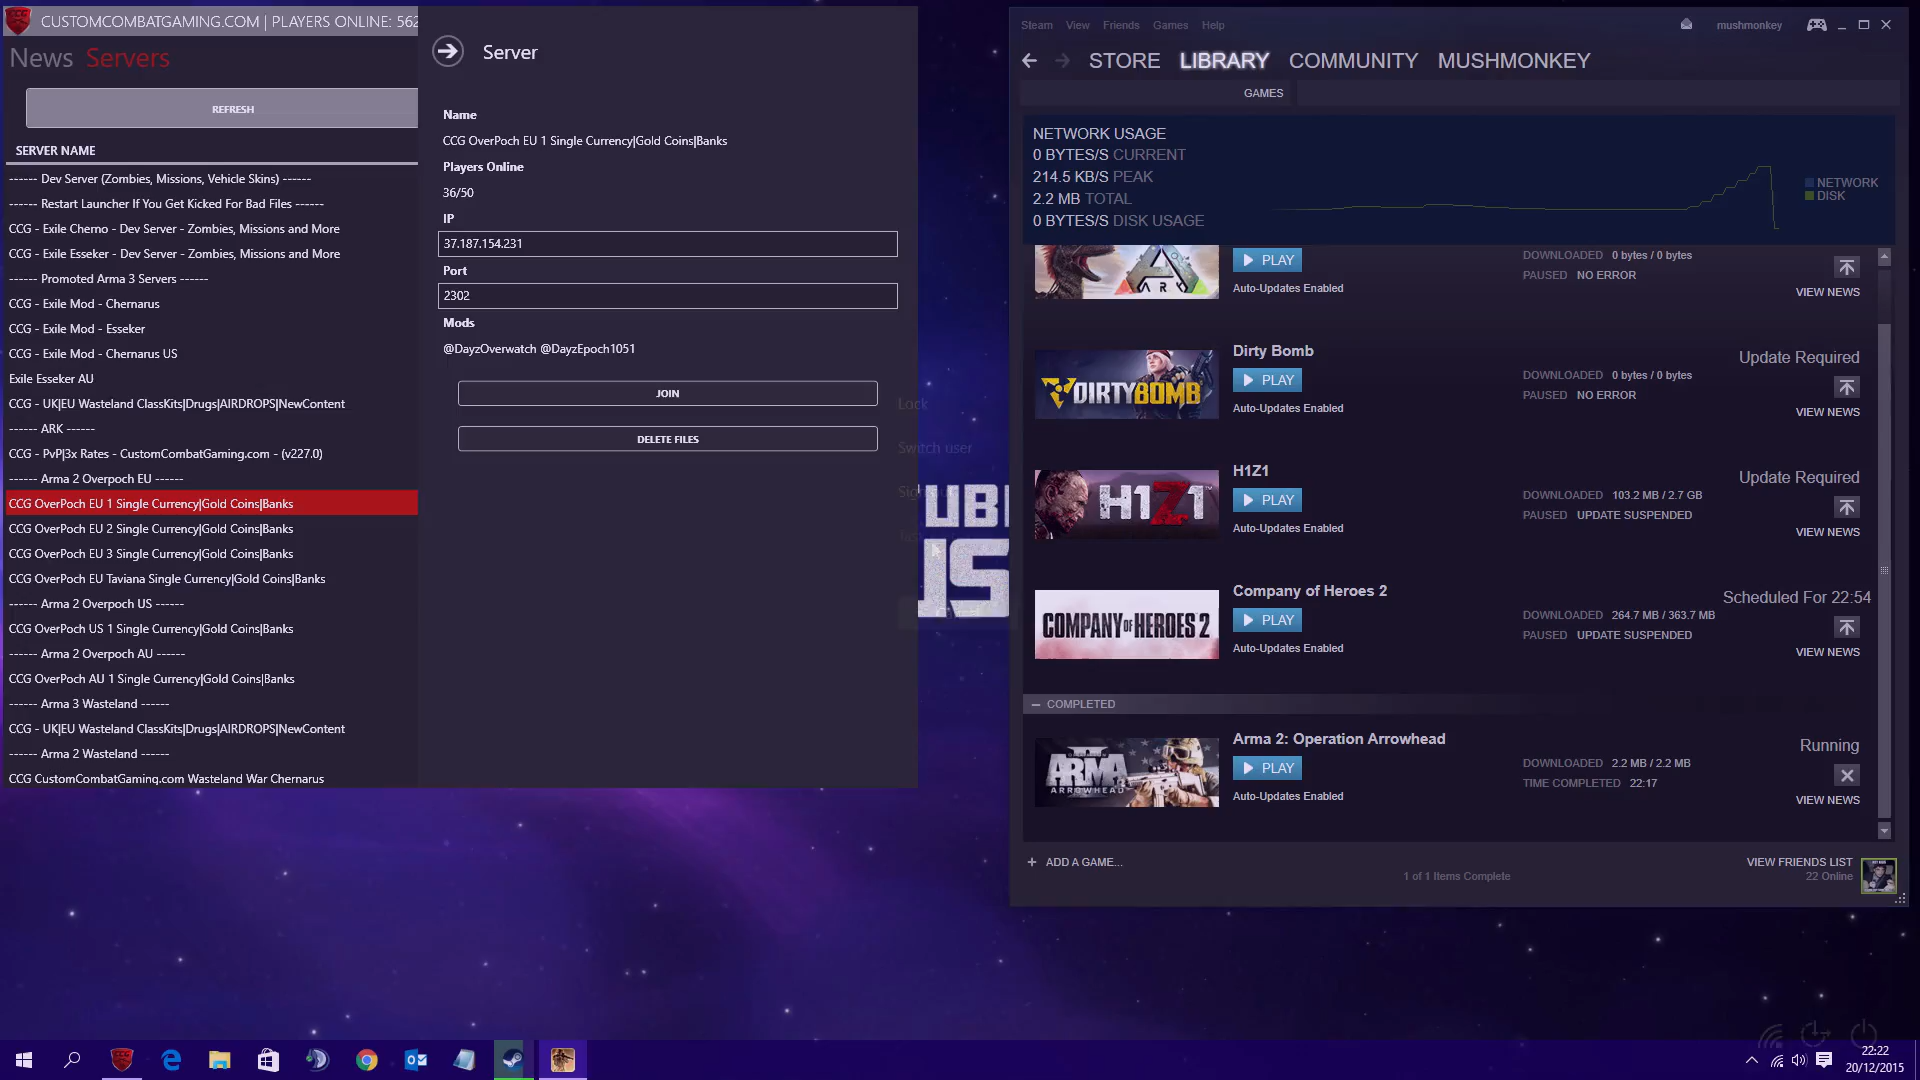 CUSTOMCOMBATGAMING.COM | PLAYERS ONLINE: 562
News Servers
REFRESH
SERVER NAME
------ Dev Server (Zombies, Missions, Vehicle Skins) ------
------ Restart Launcher If You Get Kicked For Bad Files ------
CCG - Exile Cherno - Dev Server - Zombies, Missions and More
CCG - Exile Esseker - Dev Server - Zombies, Missions and More
------ Promoted Arma 3 Servers ------
CCG - Exile Mod - Chernarus
CCG - Exile Mod - Esseker
CCG - Exile Mod - Chernarus US
Exile Esseker AU
CCG - UK|EU Wasteland ClassKits|Drugs|AIRDROPS|NewContent
------ ARK ------
CCG - PvP|3x Rates - CustomCombatGaming.com - (v227.0)
------ Arma 2 Overpoch EU ------
CCG OverPoch EU 1 Single Currency|Gold Coins|Banks
CCG OverPoch EU 2 Single Currency|Gold Coins|Banks
CCG OverPoch EU 3 Single Currency|Gold Coins|Banks
CCG OverPoch EU Taviana Single Currency|Gold Coins|Banks
------ Arma 2 Overpoch US ------
CCG OverPoch US 1 Single Currency|Gold Coins|Banks
------ Arma 2 Overpoch AU ------
CCG OverPoch AU 1 Single Currency|Gold Coins|Banks
------ Arma 3 Wasteland ------
CCG - UK|EU Wasteland ClassKits|Drugs|AIRDROPS|NewContent
------ Arma 2 Wasteland ------
CCG CustomCombatGaming.com Wasteland War Chernarus
Server
Name
CCG OverPoch EU 1 Single Currency|Gold Coins|Banks
Players Online
36/50
IP
37.187.154.231
Port
2302
Mods
@DayzOverwatch @DayzEpoch1051
JOIN
DELETE FILES
Lock
Switch user
UBI
US
Steam View Friends Games Help
mushmonkey
STORE LIBRARY COMMUNITY MUSHMONKEY
GAMES
NETWORK USAGE
0 BYTES/S CURRENT
214.5 KB/S PEAK
2.2 MB TOTAL
0 BYTES/S DISK USAGE
NETWORK
DISK
ARK
PLAY
Auto-Updates Enabled
DOWNLOADED 0 bytes / 0 bytes
PAUSED NO ERROR
VIEW NEWS
DIRTYBOMB
Dirty Bomb
PLAY
Auto-Updates Enabled
DOWNLOADED 0 bytes / 0 bytes
PAUSED NO ERROR
Update Required
VIEW NEWS
H1Z1
H1Z1
PLAY
Auto-Updates Enabled
DOWNLOADED 103.2 MB / 2.7 GB
PAUSED UPDATE SUSPENDED
Update Required
VIEW NEWS
COMPANY OF HEROES 2
Company of Heroes 2
PLAY
Auto-Updates Enabled
DOWNLOADED 264.7 MB / 363.7 MB
PAUSED UPDATE SUSPENDED
Scheduled For 22:54
VIEW NEWS
COMPLETED
ARMA II
ARROWHEAD
Arma 2: Operation Arrowhead
PLAY
Auto-Updates Enabled
DOWNLOADED 2.2 MB / 2.2 MB
TIME COMPLETED 22:17
Running
VIEW NEWS
+ ADD A GAME...
1 of 1 Items Complete
VIEW FRIENDS LIST
22 Online
22:22
20/12/2015